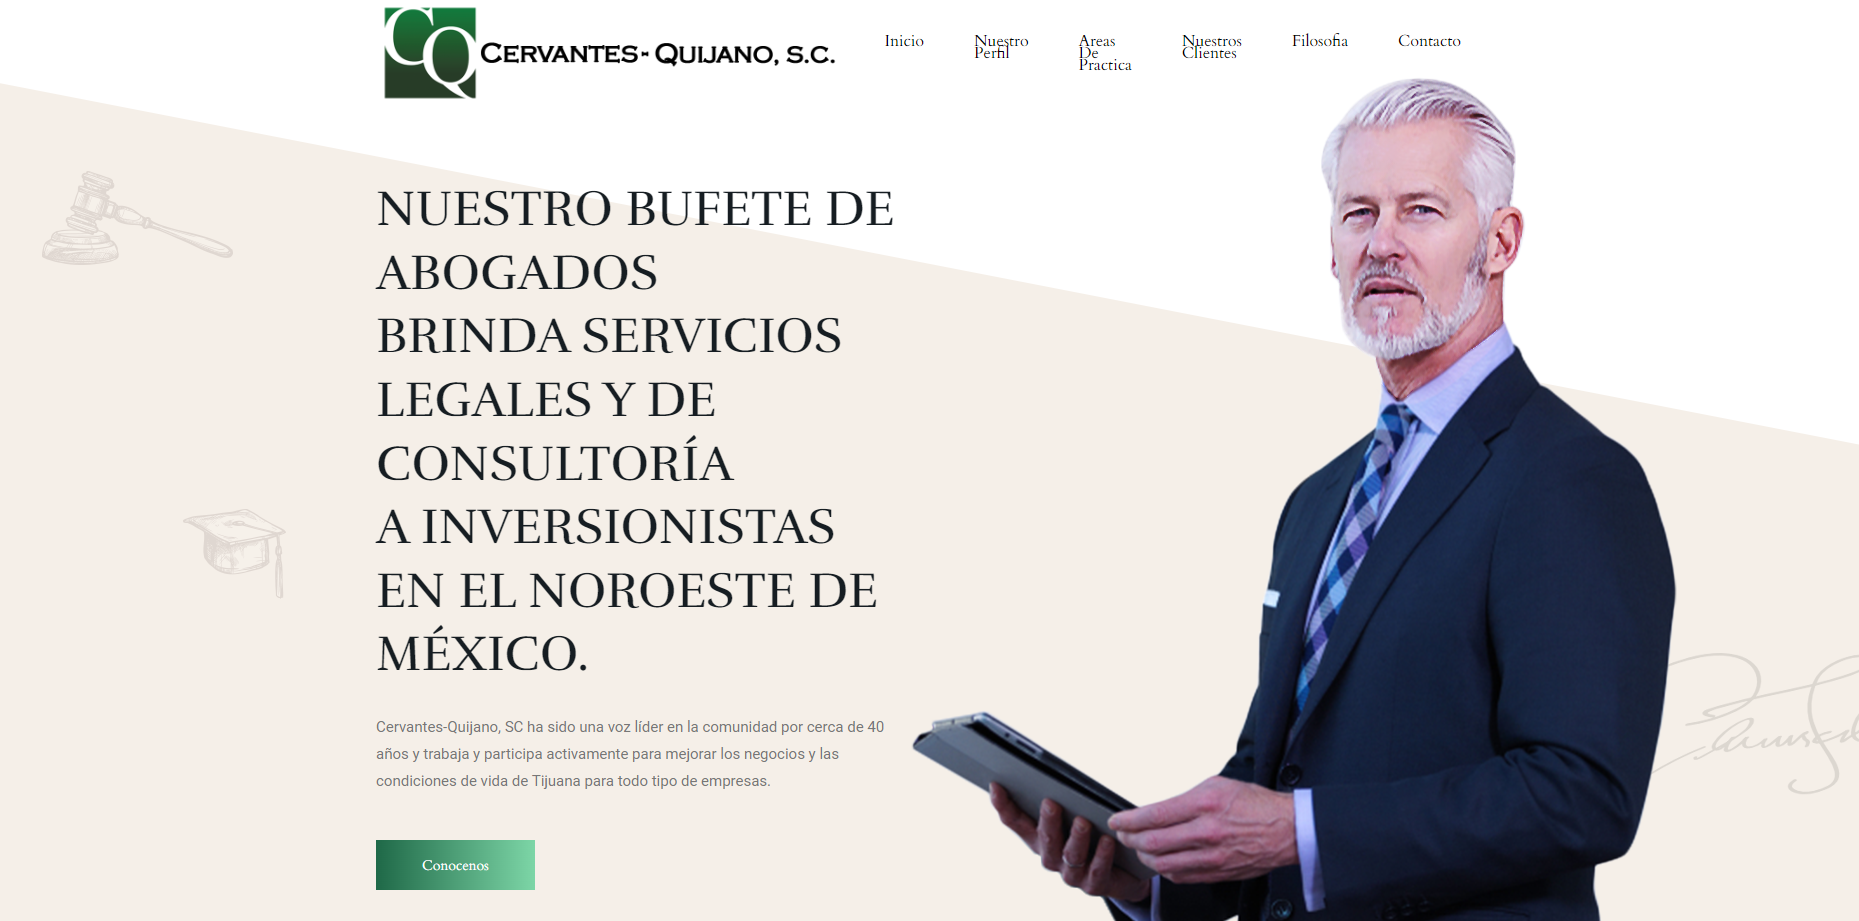 CQ CERVANTES- QUIJANO, S.C.
Inicio
Nuestro
Perfil
Areas
De
Practica
Nuestros
Clientes
Filosofia
Contacto
NUESTRO BUFETE DE
ABOGADOS
BRINDA SERVICIOS
LEGALES Y DE
CONSULTORÍA
A INVERSIONISTAS
EN EL NOROESTE DE
MÉXICO.
Cervantes-Quijano, SC ha sido una voz líder en la comunidad por cerca de 40
años y trabaja y participa activamente para mejorar los negocios y las
condiciones de vida de Tijuana para todo tipo de empresas.
Conocenos